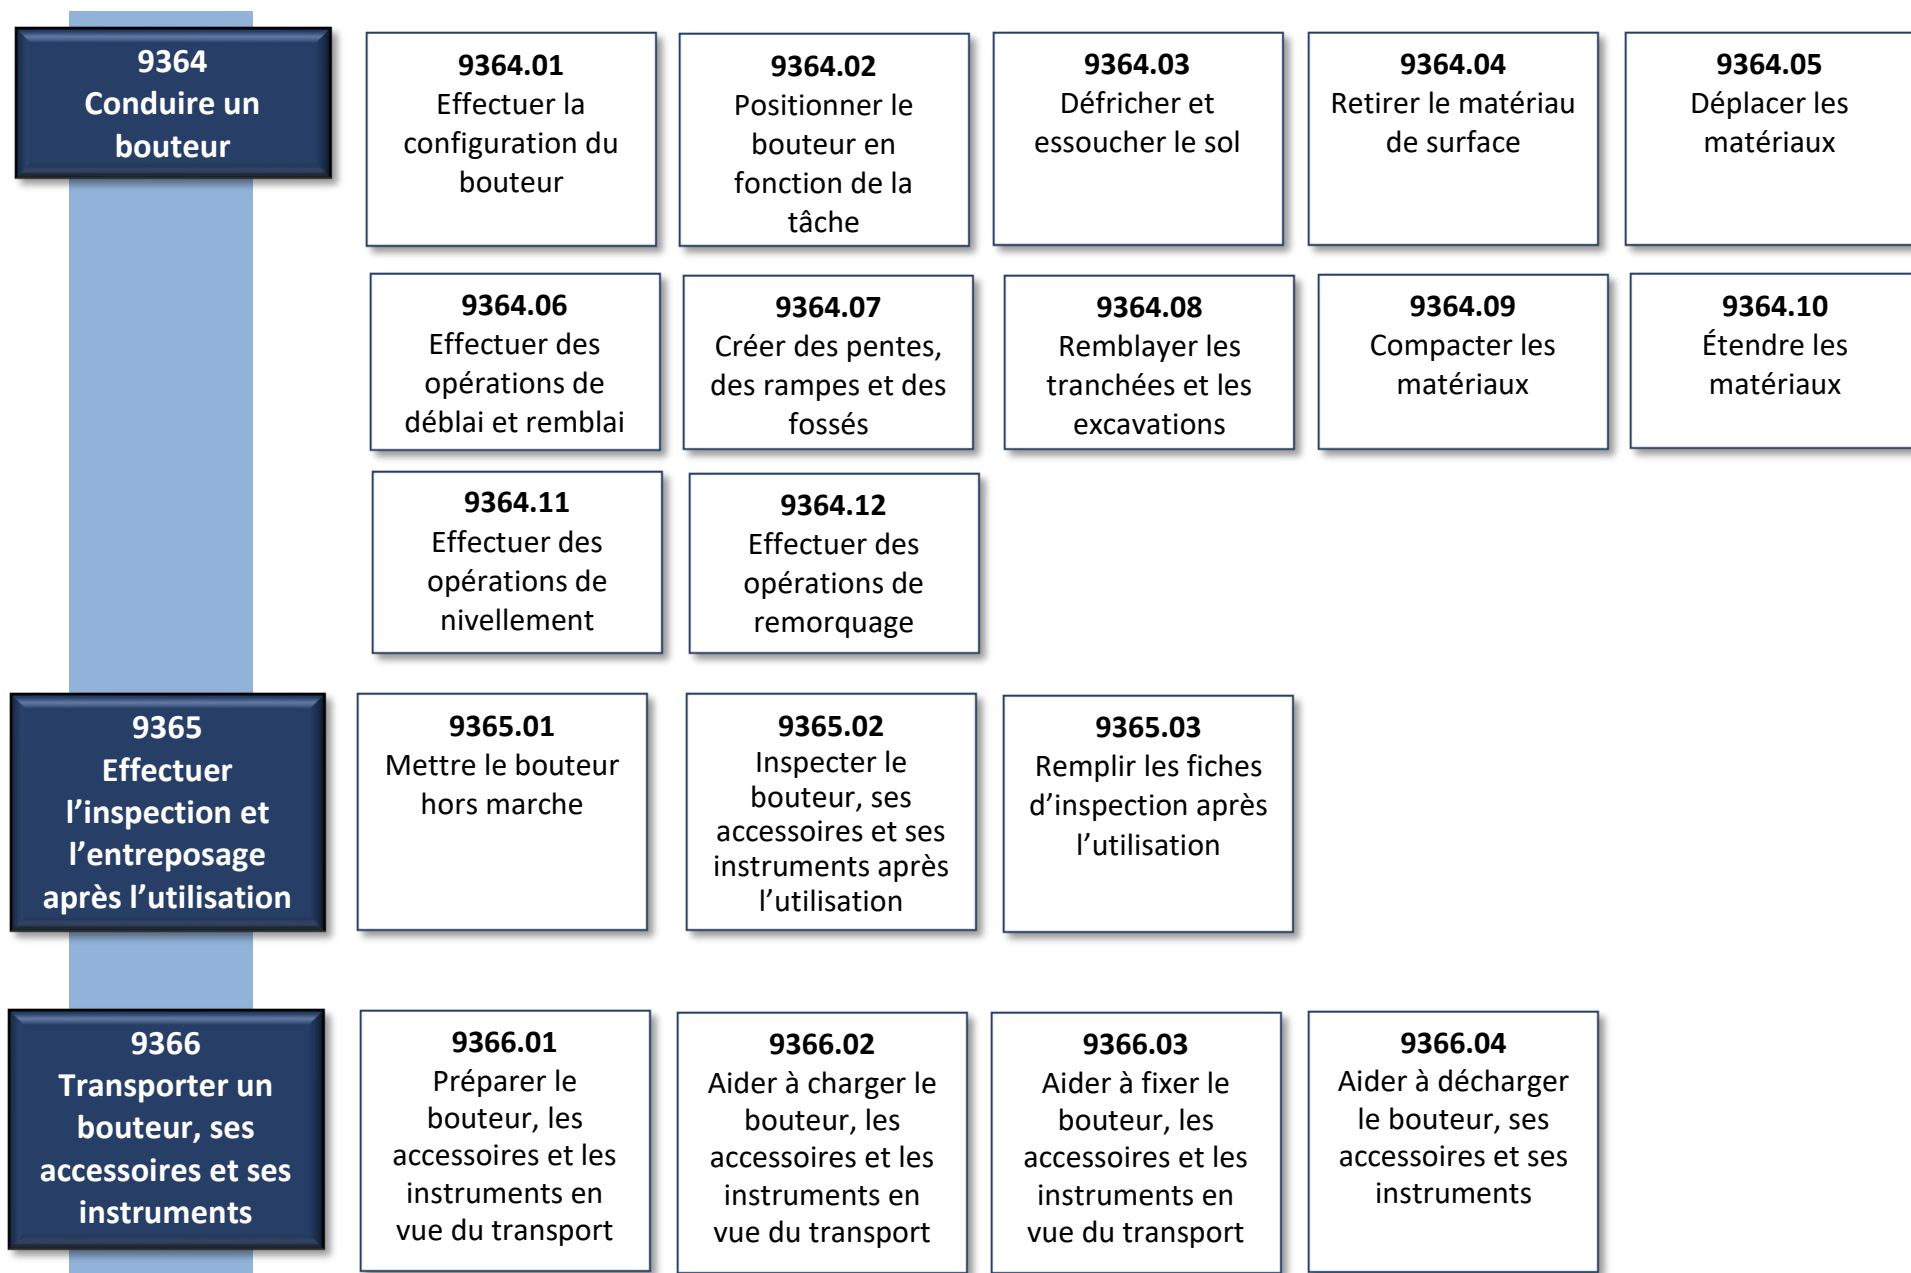 9364
Conduire un
bouteur
9364.01
Effectuer la
configuration du
bouteur
9364.02
Positionner le
bouteur en
fonction de la
tâche
9364.03
Défricher et
essoucher le sol
9364.04
Retirer le matériau
de surface
9364.05
Déplacer les
matériaux
9364.06
Effectuer des
opérations de
déblai et remblai
9364.07
Créer des pentes,
des rampes et des
fossés
9364.08
Remblayer les
tranchées et les
excavations
9364.09
Compacter les
matériaux
9364.10
Étendre les
matériaux
9364.11
Effectuer des
opérations de
nivellement
9364.12
Effectuer des
opérations de
remorquage
9365
Effectuer
l’inspection et
l’entreposage
après l’utilisation
9365.01
Mettre le bouteur
hors marche
9365.02
Inspecter le
bouteur, ses
accessoires et ses
instruments après
l’utilisation
9365.03
Remplir les fiches
d’inspection après
l’utilisation
9366
Transporter un
bouteur, ses
accessoires et ses
instruments
9366.01
Préparer le
bouteur, les
accessoires et les
instruments en
vue du transport
9366.02
Aider à charger le
bouteur, les
accessoires et les
instruments en
vue du transport
9366.03
Aider à fixer le
bouteur, les
accessoires et les
instruments en
vue du transport
9366.04
Aider à décharger
le bouteur, ses
accessoires et ses
instruments